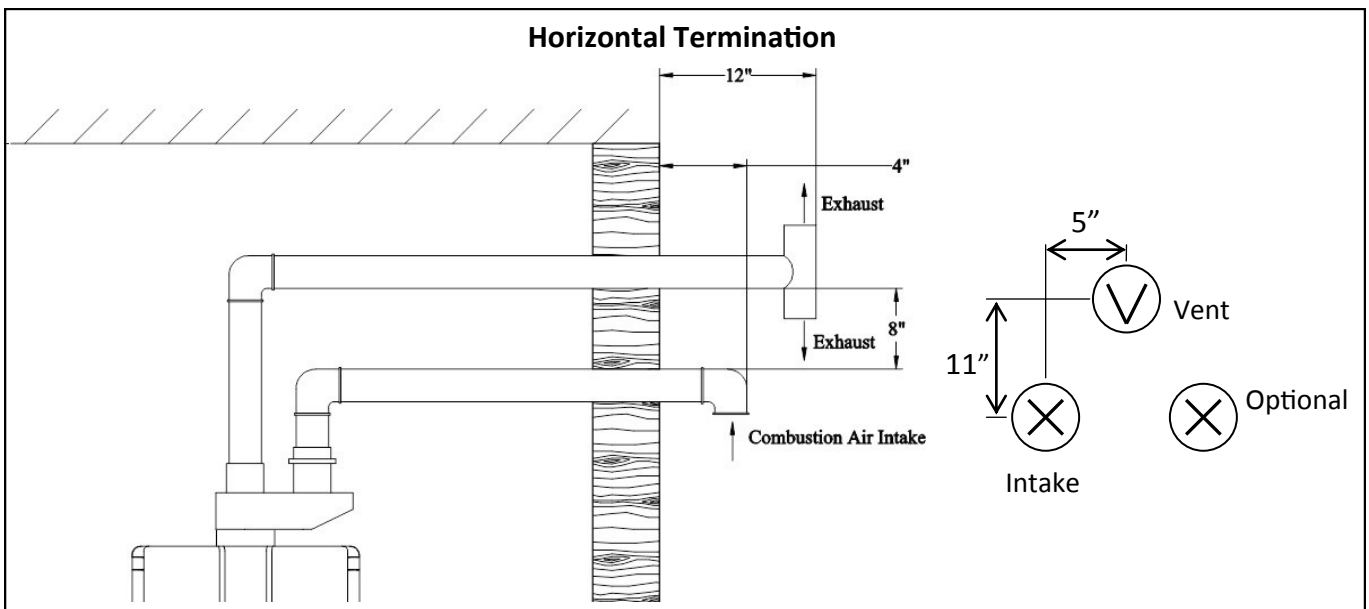 Horizontal Termination
12"
4"
Exhaust
5”
8"
Vent
Exhaust
11”
Optional
Combustion Air Intake
Intake